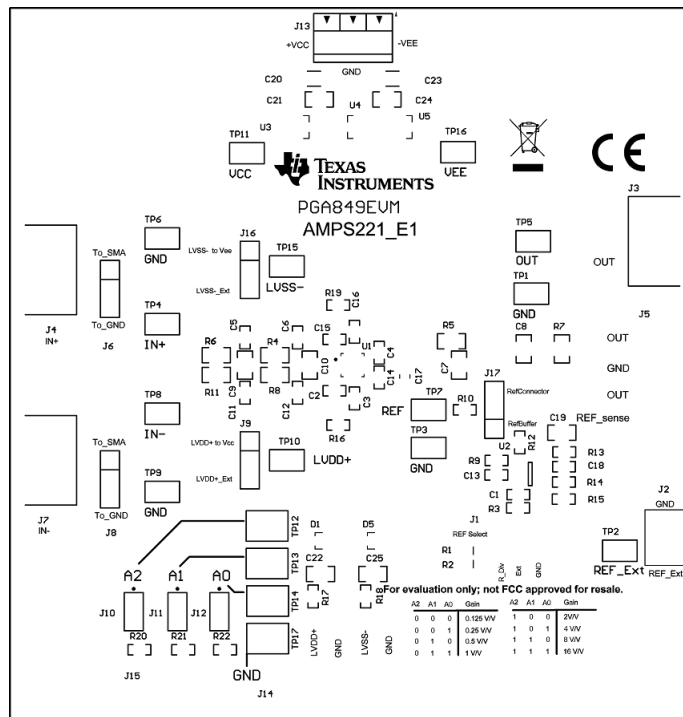 J13
+VCC
-VEE
GND
C20
C23
C21
C24
U4
U3
U5
TP11
VCC
TP16
VEE
TEXAS
INSTRUMENTS
PGA849EVM
AMPS221_E1
CE
J3
TP6
GND
J16
LVSS- to Vee
TP15
LVSS-
LVSS-_Ext
TP5
OUT
OUT
To_SMA
TP1
GND
J4
IN+
To_GND
J6
TP4
IN+
R19
C16
J5
C5
C6
C15
U1
R5
C8
R7
OUT
R6
R4
C10
C4
C14
C17
C7
GND
R11
C9
R8
C2
C3
J17
RefConnector
OUT
C11
C12
TP8
IN-
REF
TP7
R10
RefBuffer
C19
REF_sense
J9
R16
TP3
GND
U2
R12
To_SMA
LVDD+ to Vcc
TP10
LVDD+
R13
R9
C18
LVDD+_Ext
C13
R14
TP9
GND
C1
R15
J2
GND
J7
IN-
To_GND
J8
R3
TP12
D1
D5
J1
REF Select
TP2
REF_Ext
REF_Ext
TP13
R1
R2
R_Div
Ext
GND
A2
A1
A0
C22
C25
TP14
R17
R18
For evaluation only; not FCC approved for resale.
J10
J11
J12
A2 A1 A0 Gain A2 A1 A0 Gain
0 0 0 0.125 V/V 1 0 0 2V/V
0 0 1 0.25 V/V 1 0 1 4 V/V
0 1 0 0.5 V/V 1 1 0 8 V/V
0 1 1 1 V/V 1 1 1 16 V/V
R20
R21
R22
TP17
LVDD+
GND
LVSS-
GND
J15
GND
J14